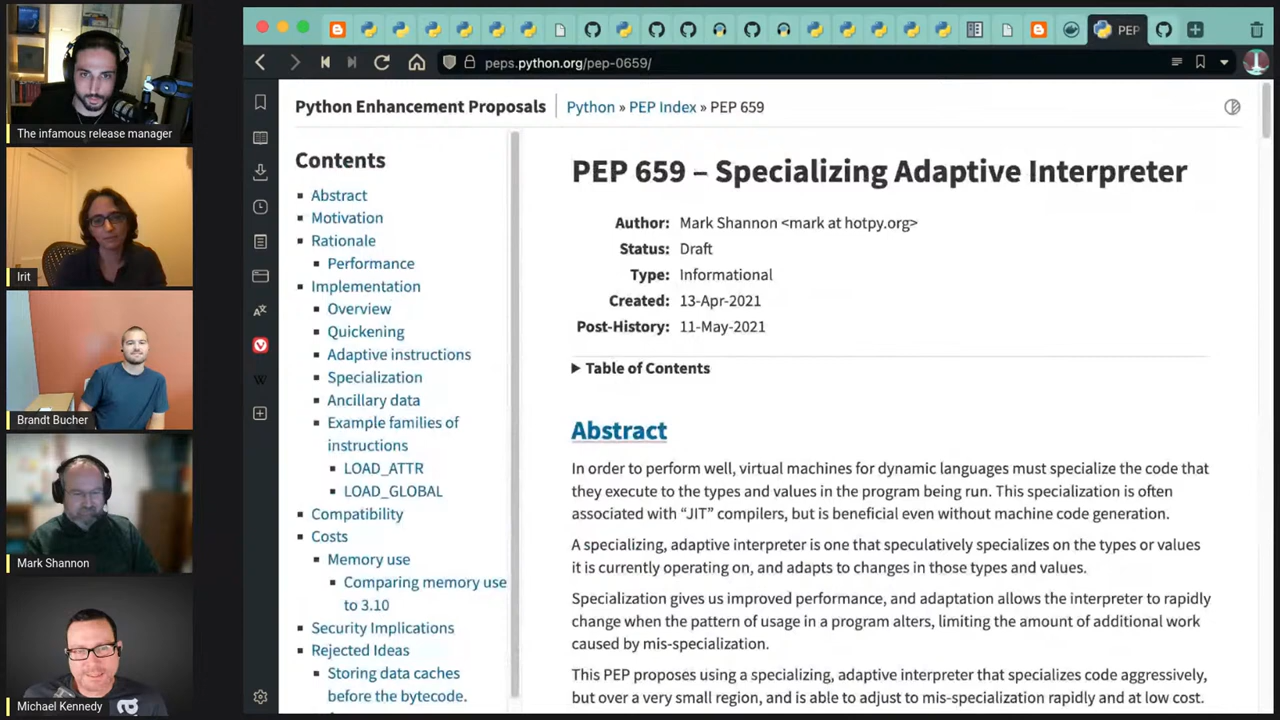 The infamous release manager
Irit
Brandt Bucher
Mark Shannon
Michael Kennedy
PEP
peps.python.org/pep-0659/
Python Enhancement Proposals
Python » PEP Index » PEP 659
Contents
Abstract
Motivation
Rationale
Performance
Implementation
Overview
Quickening
Adaptive instructions
Specialization
Ancillary data
Example families of
instructions
LOAD_ATTR
LOAD_GLOBAL
Compatibility
Costs
Memory use
Comparing memory use
to 3.10
Security Implications
Rejected Ideas
Storing data caches
before the bytecode.
PEP 659 – Specializing Adaptive Interpreter
Author: Mark Shannon <mark at hotpy.org>
Status: Draft
Type: Informational
Created: 13-Apr-2021
Post-History: 11-May-2021
Table of Contents
Abstract
In order to perform well, virtual machines for dynamic languages must specialize the code that
they execute to the types and values in the program being run. This specialization is often
associated with “JIT” compilers, but is beneficial even without machine code generation.
A specializing, adaptive interpreter is one that speculatively specializes on the types or values
it is currently operating on, and adapts to changes in those types and values.
Specialization gives us improved performance, and adaptation allows the interpreter to rapidly
change when the pattern of usage in a program alters, limiting the amount of additional work
caused by mis-specialization.
This PEP proposes using a specializing, adaptive interpreter that specializes code aggressively,
but over a very small region, and is able to adjust to mis-specialization rapidly and at low cost.